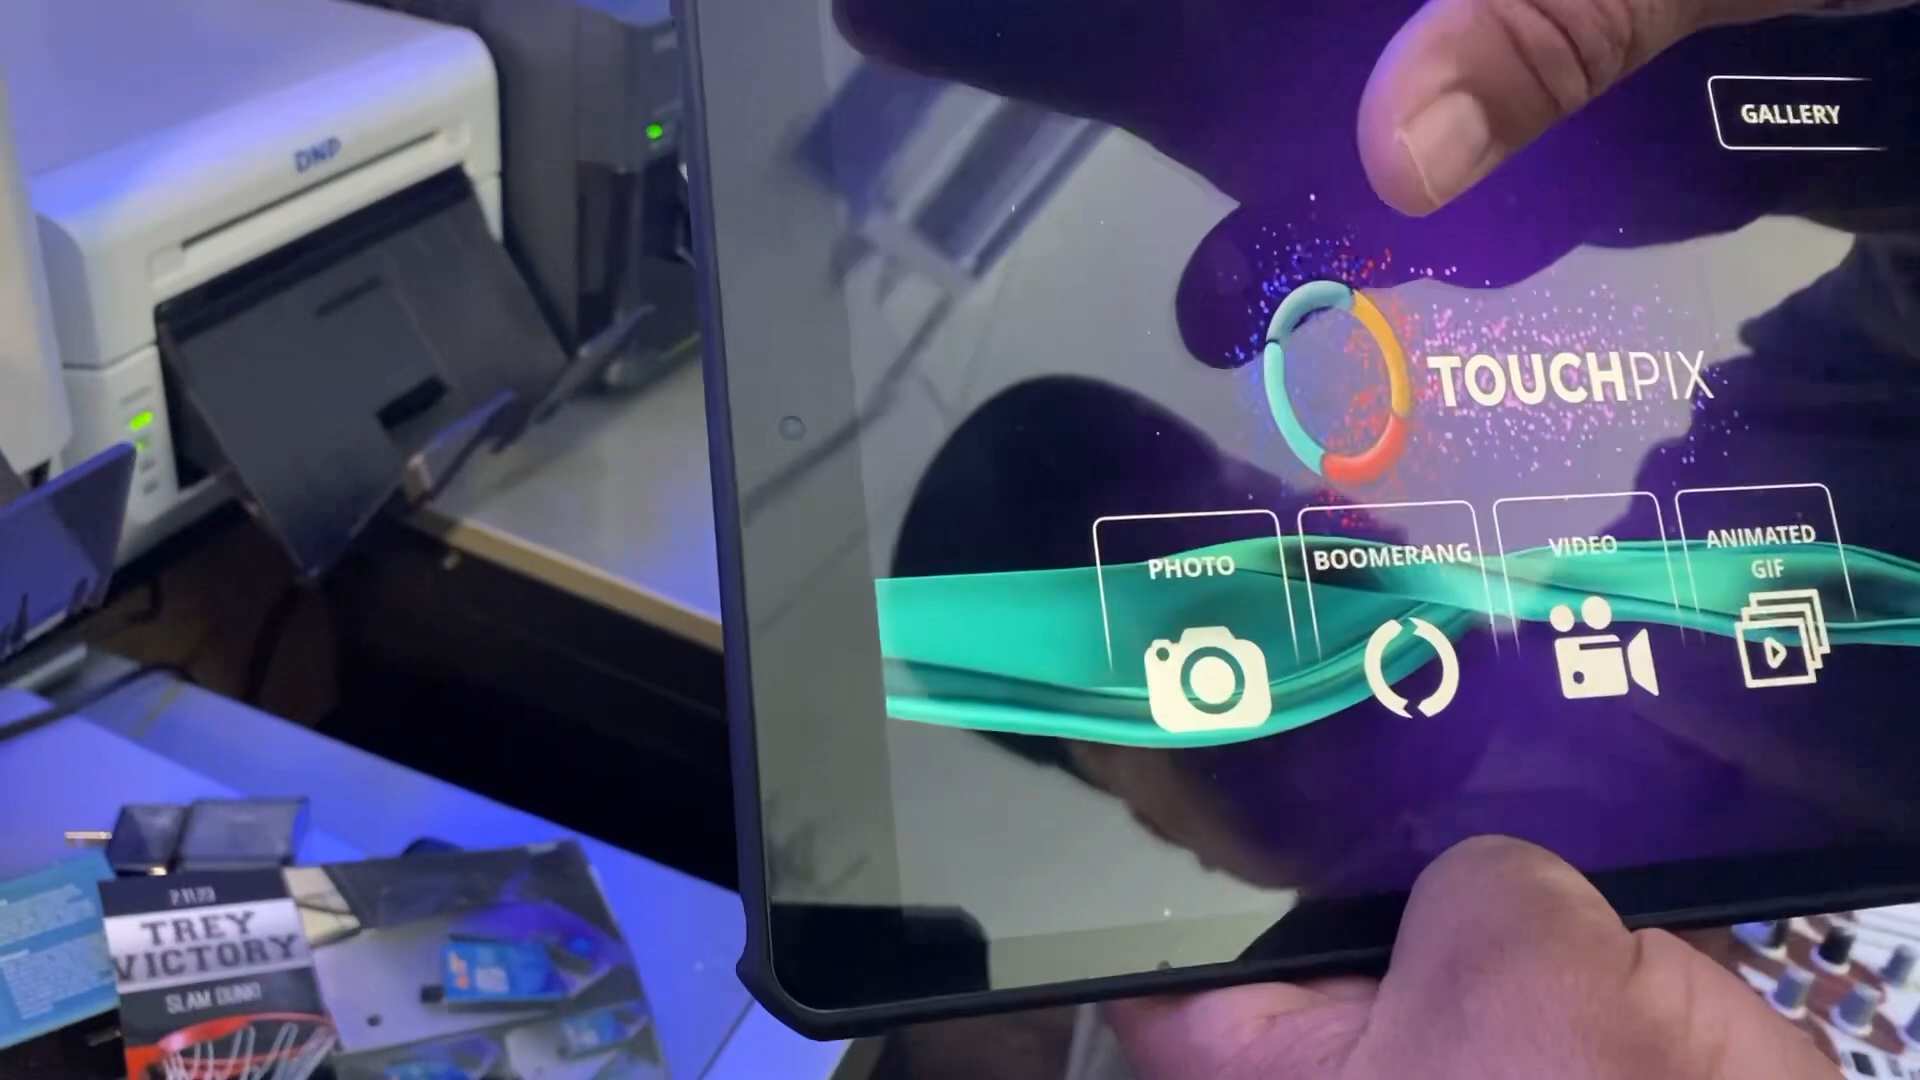 DNP
GALLERY
TOUCHPIX
PHOTO
BOOMERANG
VIDEO
ANIMATED
GIF
TREY
VICTORY
SLAM DUNK!